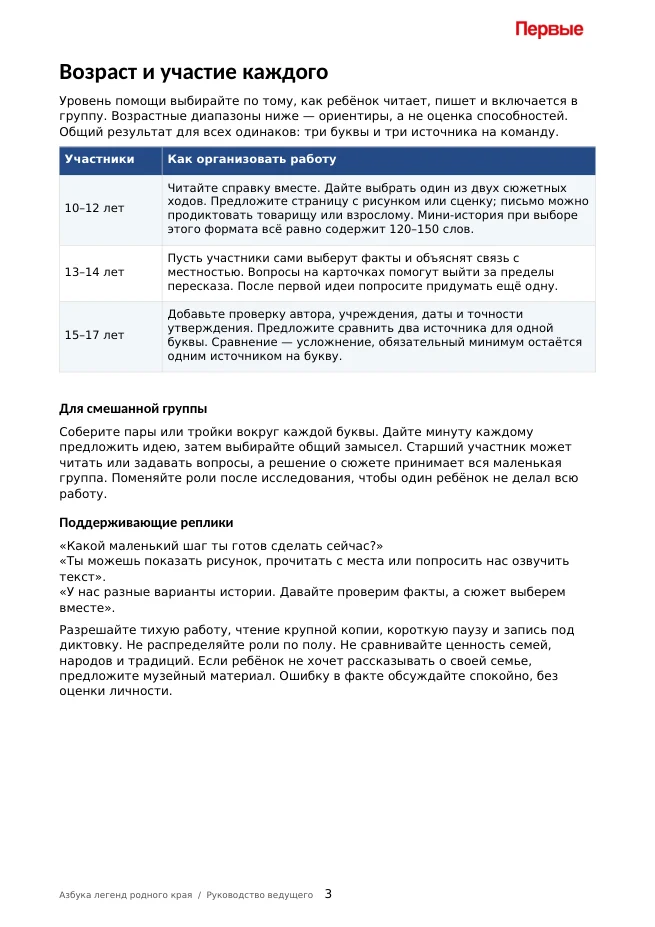 Первые
Возраст и участие каждого
Уровень помощи выбирайте по тому, как ребёнок читает, пишет и включается в
группу. Возрастные диапазоны ниже — ориентиры, а не оценка способностей.
Общий результат для всех одинаков: три буквы и три источника на команду.
Участники
Как организовать работу
10–12 лет
Читайте справку вместе. Дайте выбрать один из двух сюжетных
ходов. Предложите страницу с рисунком или сценку; письмо можно
продиктовать товарищу или взрослому. Мини-история при выборе
этого формата всё равно содержит 120–150 слов.
13–14 лет
Пусть участники сами выберут факты и объяснят связь с
местностью. Вопросы на карточках помогут выйти за пределы
пересказа. После первой идеи попросите придумать ещё одну.
15–17 лет
Добавьте проверку автора, учреждения, даты и точности
утверждения. Предложите сравнить два источника для одной
буквы. Сравнение — усложнение, обязательный минимум остаётся
одним источником на букву.
Для смешанной группы
Соберите пары или тройки вокруг каждой буквы. Дайте минуту каждому
предложить идею, затем выбирайте общий замысел. Старший участник может
читать или задавать вопросы, а решение о сюжете принимает вся маленькая
группа. Поменяйте роли после исследования, чтобы один ребёнок не делал всю
работу.
Поддерживающие реплики
«Какой маленький шаг ты готов сделать сейчас?»
«Ты можешь показать рисунок, прочитать с места или попросить нас озвучить
текст».
«У нас разные варианты истории. Давайте проверим факты, а сюжет выберем
вместе».
Разрешайте тихую работу, чтение крупной копии, короткую паузу и запись под
диктовку. Не распределяйте роли по полу. Не сравнивайте ценность семей,
народов и традиций. Если ребёнок не хочет рассказывать о своей семье,
предложите музейный материал. Ошибку в факте обсуждайте спокойно, без
оценки личности.
Азбука легенд родного края / Руководство ведущего 3